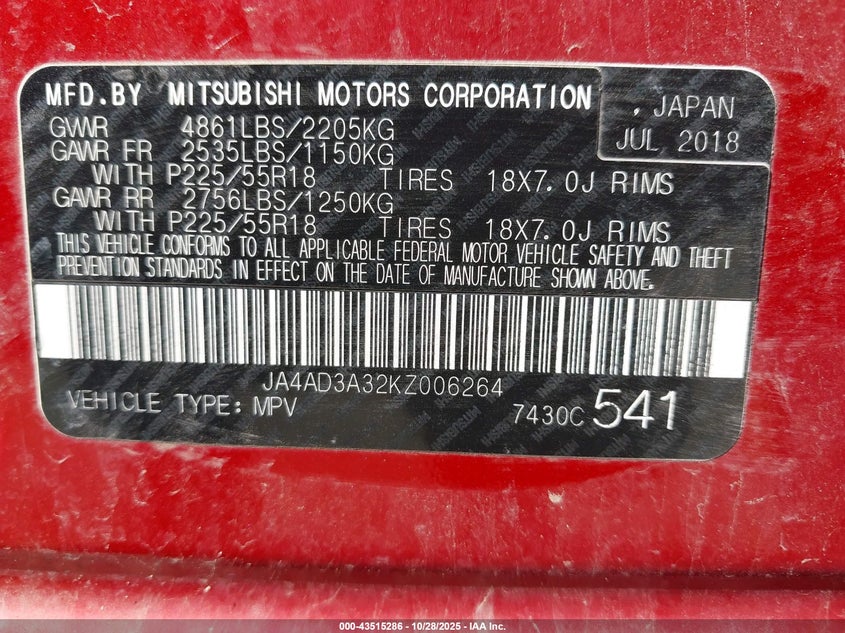 MFD.BY MITSUBISHI MOTORS CORPORATION
, JAPAN
JUL 2018
GVWR 4861LBS/2205KG
GAWR FR 2535LBS/1150KG
WITH P225/55R18 TIRES 18X7.0J RIMS
GAWR RR 2756LBS/1250KG
WITH P225/55R18 TIRES 18X7.0J RIMS
THIS VEHICLE CONFORMS TO ALL APPLICABLE FEDERAL MOTOR VEHICLE SAFETY AND THEFT
PREVENTION STANDARDS IN EFFECT ON THE DATE OF MANUFACTURE SHOWN ABOVE.
JA4AD3A32KZ006264
VEHICLE TYPE: MPV 7430C 541
000-43515286 | 10/28/2025 | IAA Inc.